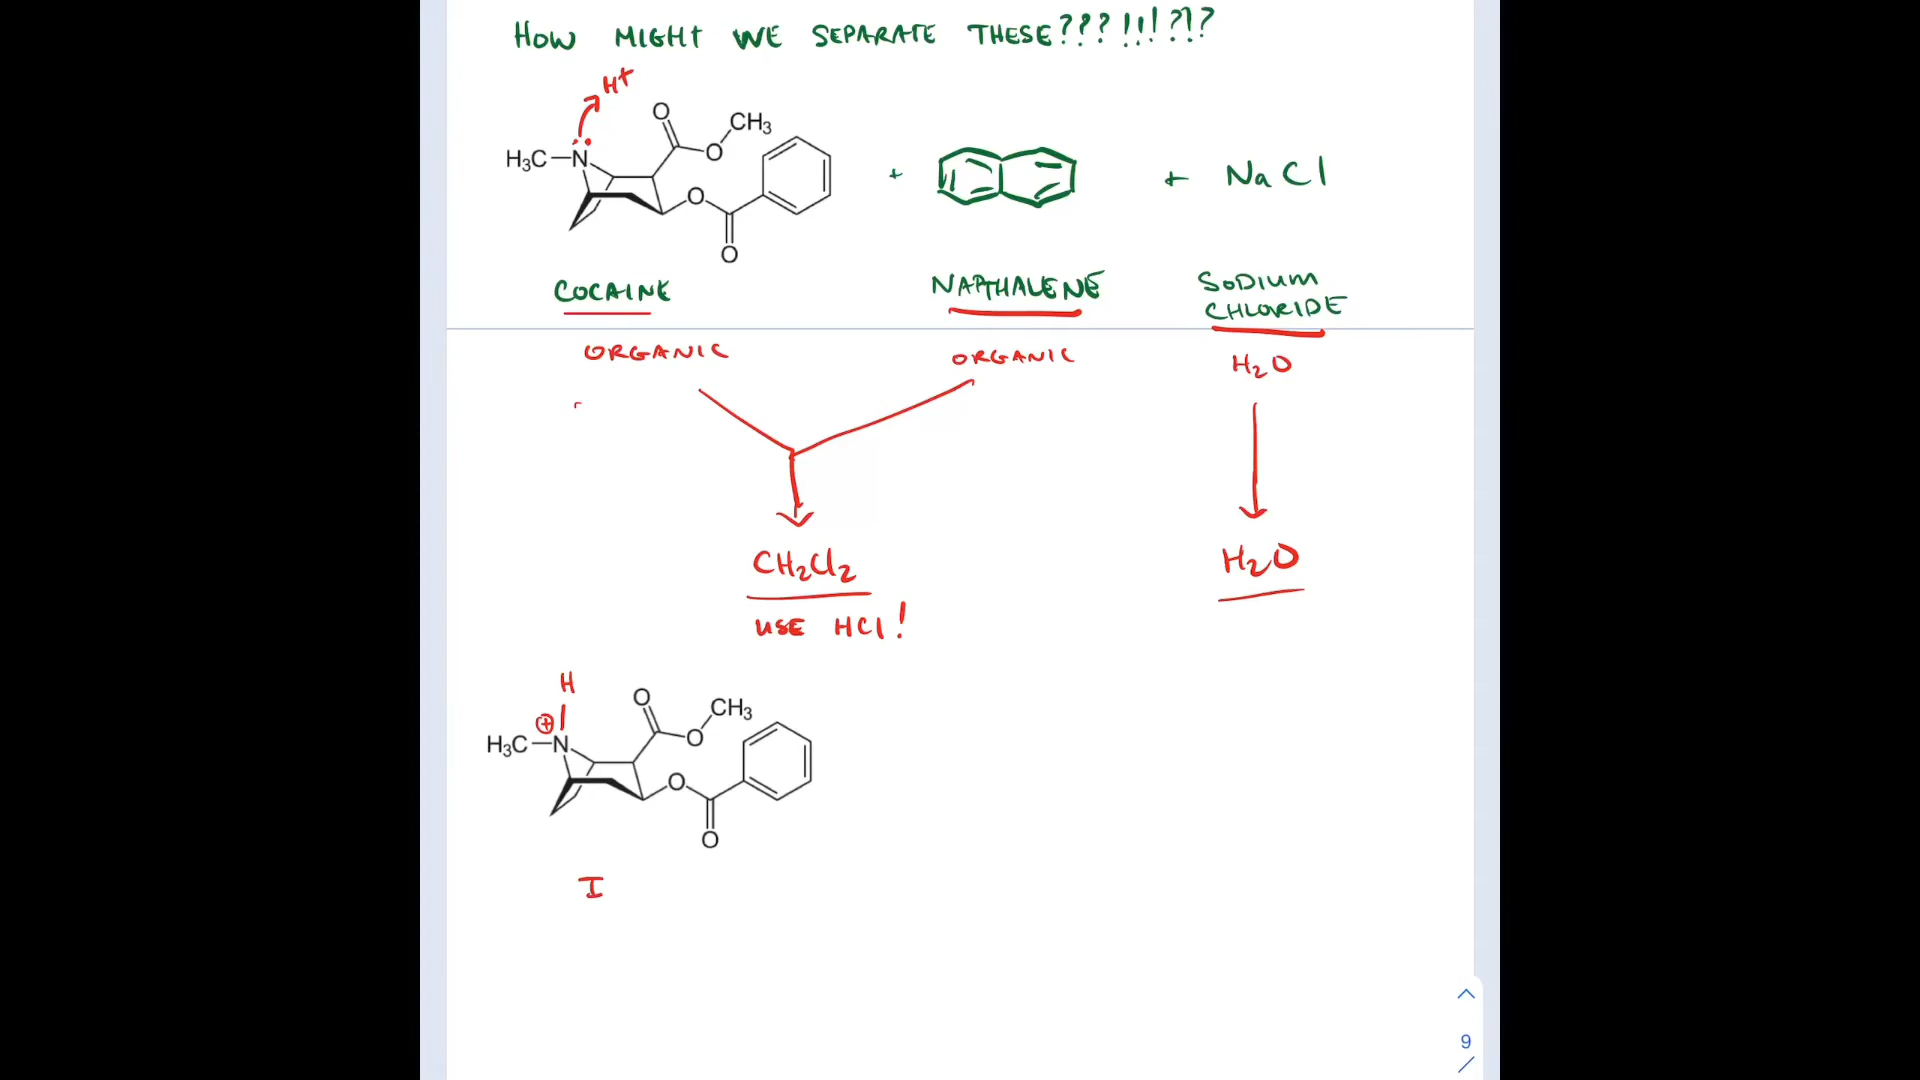 HOW MIGHT WE SEPARATE THESE???!!!?!?
H+
O
CH3
H3C N O
O
O
+ + NaCl
COCAINE NAPTHALENE SODIUM CHLORIDE
ORGANIC ORGANIC H2O
CH2Cl2 H2O
USE HCl!
H
+
O
CH3
H3C N O
O
O
I
9